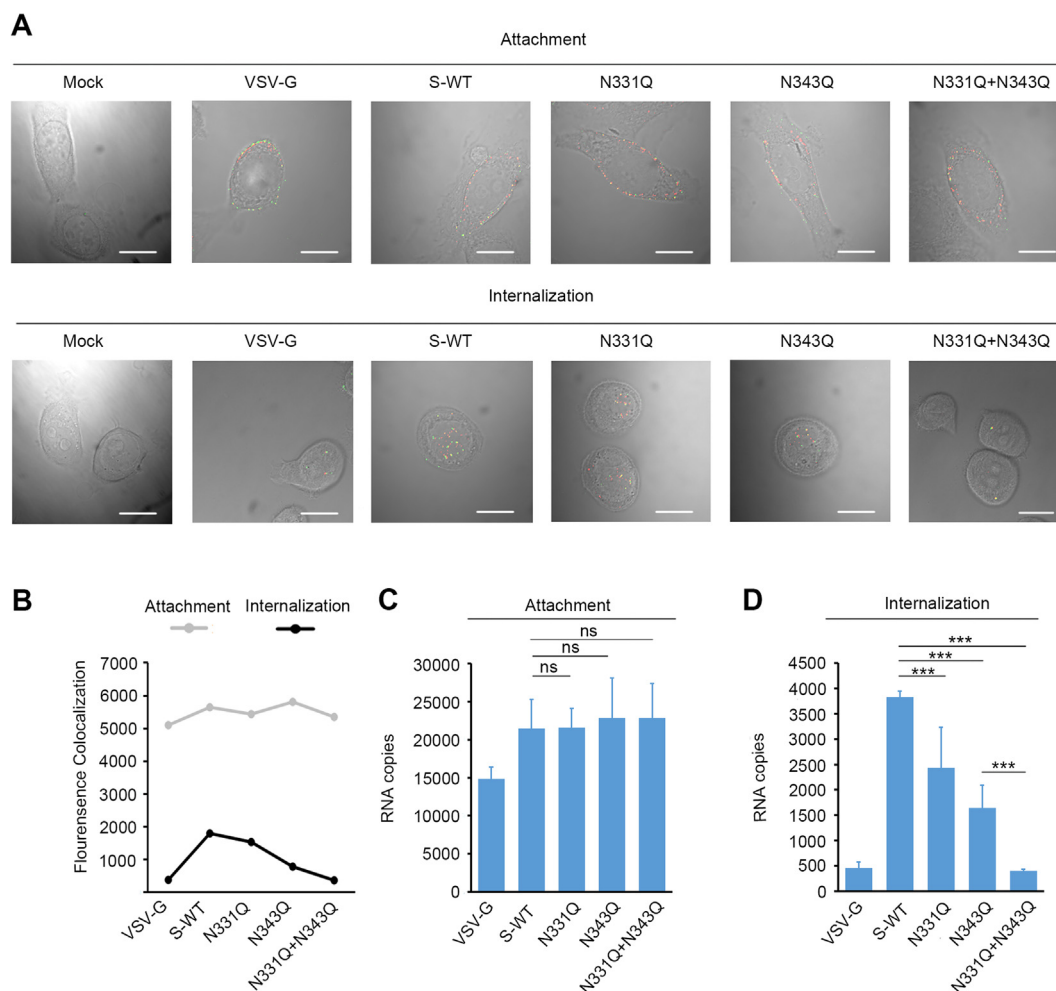 A
Attachment
Mock VSV-G S-WT N331Q N343Q N331Q+N343Q
Internalization
Mock VSV-G S-WT N331Q N343Q N331Q+N343Q
B
Attachment Internalization
Flourensence Colocalization
7000
6000
5000
4000
3000
2000
1000
VSV-G S-WT N331Q N343Q N331Q+N343Q
C
Attachment
ns
ns
ns
RNA copies
30000
25000
20000
15000
10000
15000
0
VSV-G S-WT N331Q N343Q N331Q+N343Q
D
Internalization
***
***
***
***
RNA copies
4500
4000
3500
3000
2500
2000
1500
1000
500
0
VSV-G S-WT N331Q N343Q N331Q+N343Q